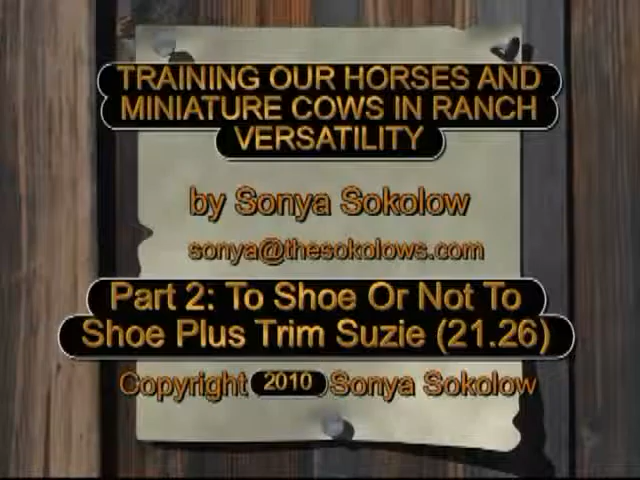 TRAINING OUR HORSES AND
MINIATURE COWS IN RANCH
VERSATILITY
by Sonya Sokolow
sonya@thesokolows.com
Part 2: To Shoe Or Not To
Shoe Plus Trim Suzie (21.26)
Copyright 2010 Sonya Sokolow